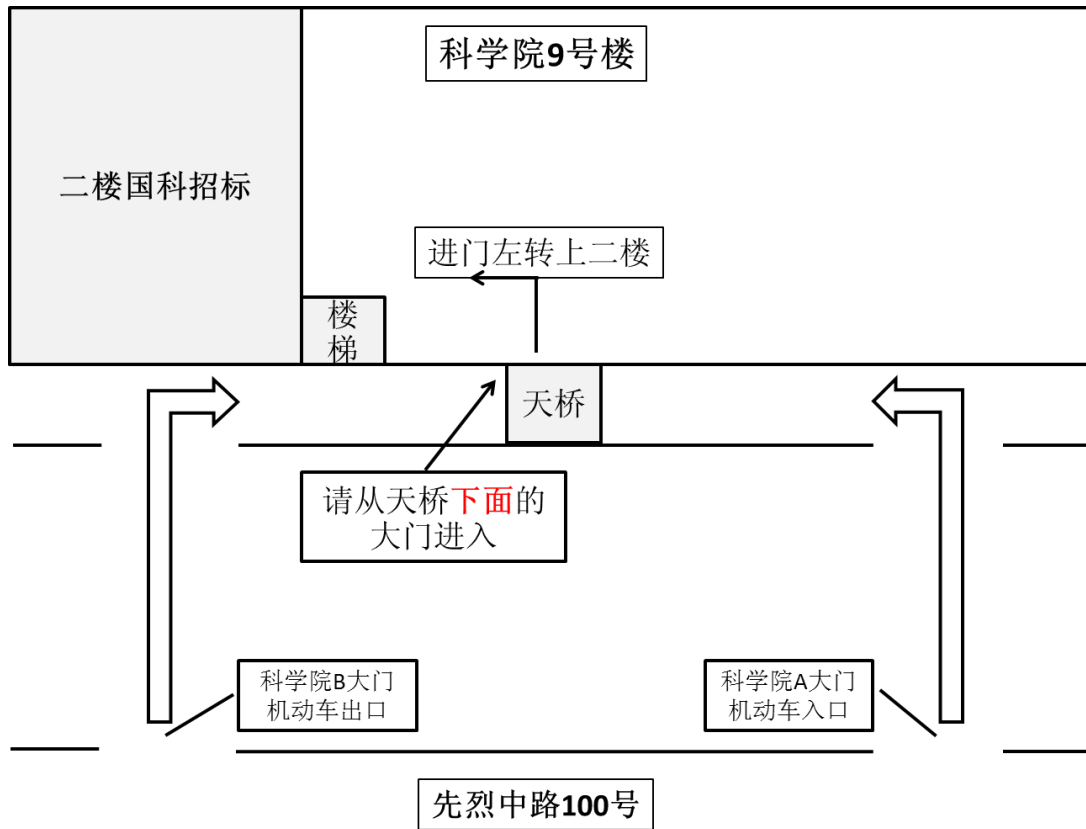 科学院9号楼
二楼国科招标
进门左转上二楼
楼
梯
天桥
请从天桥下面的
大门进入
科学院B大门
机动车出口
科学院A大门
机动车入口
先烈中路100号